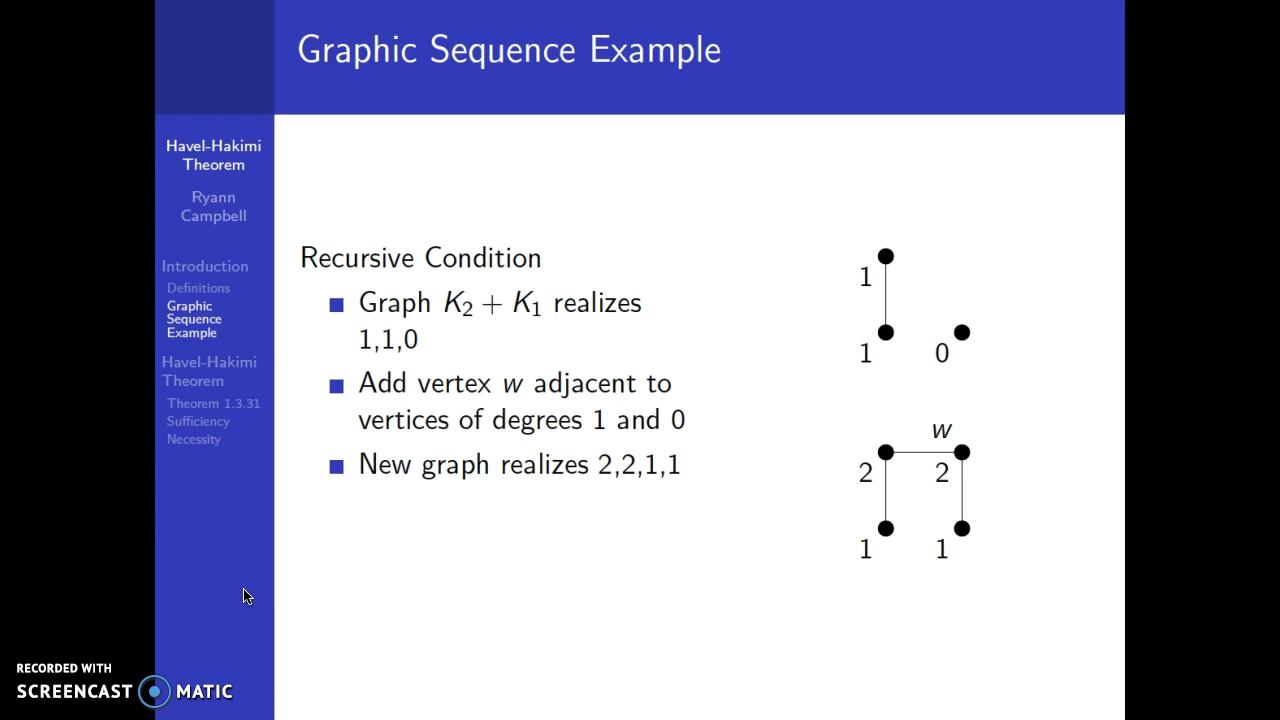 Graphic Sequence Example
Havel-Hakimi
Theorem
Ryann
Campbell
Introduction
Definitions
Graphic
Sequence
Example
Havel-Hakimi
Theorem
Theorem 1.3.31
Sufficiency
Necessity
Recursive Condition
Graph K₂ + K₁ realizes
1,1,0
Add vertex w adjacent to
vertices of degrees 1 and 0
New graph realizes 2,2,1,1
1
1 0
w
2 2
1 1
RECORDED WITH
SCREENCAST MATIC